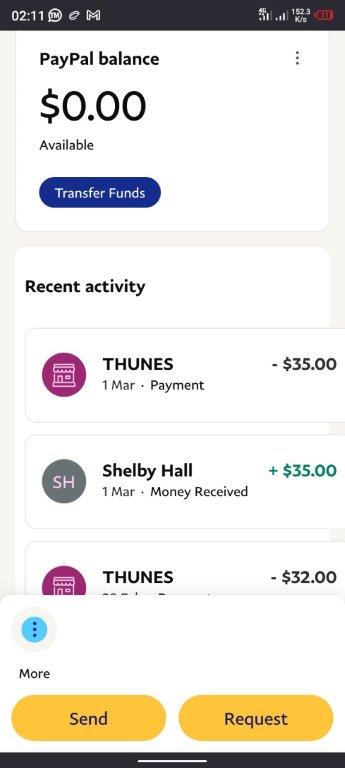 02:11
4G
152.3
K/s
11
PayPal balance
$0.00
Available
Transfer Funds
Recent activity
THUNES
- $35.00
1 Mar · Payment
SH
Shelby Hall
+ $35.00
1 Mar · Money Received
THUNES
- $32.00
More
Send
Request